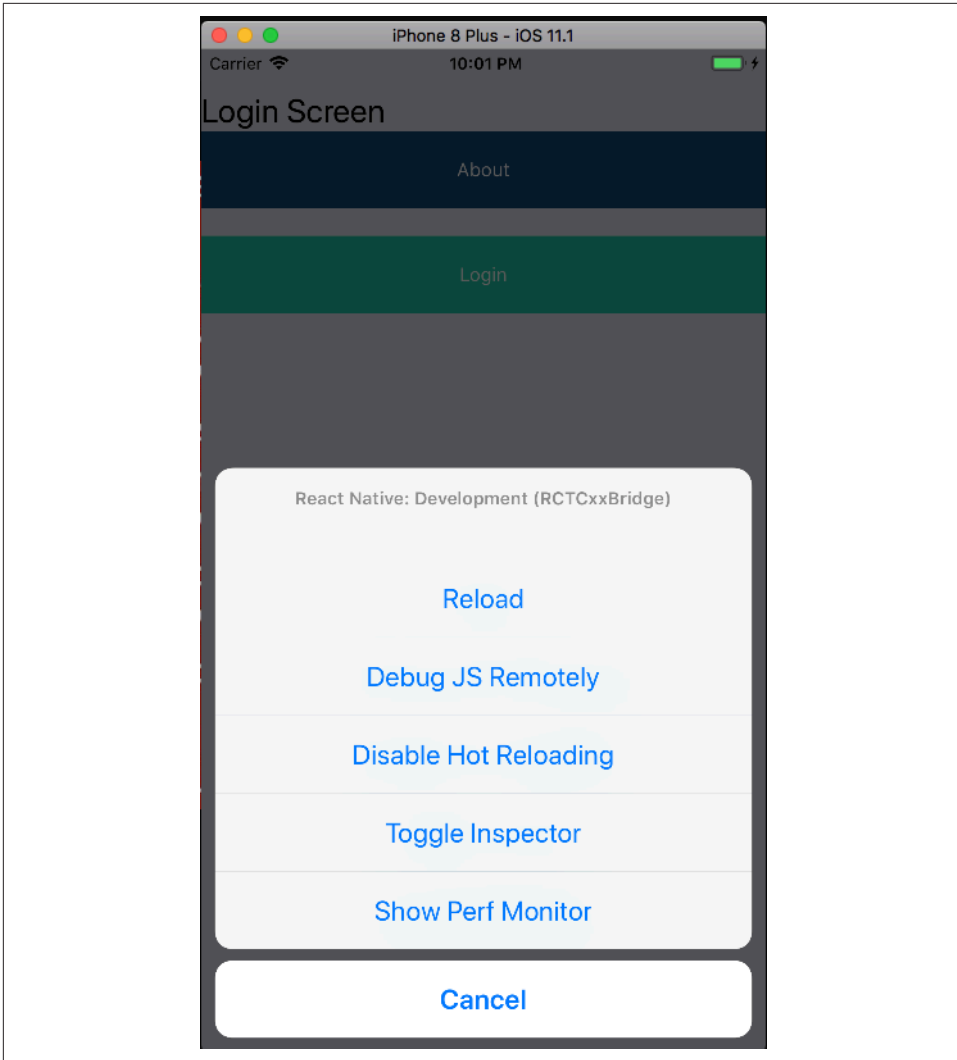 iPhone 8 Plus - iOS 11.1
Carrier 10:01 PM
Login Screen
About
Login
React Native: Development (RCTCxxBridge)
Reload
Debug JS Remotely
Disable Hot Reloading
Toggle Inspector
Show Perf Monitor
Cancel